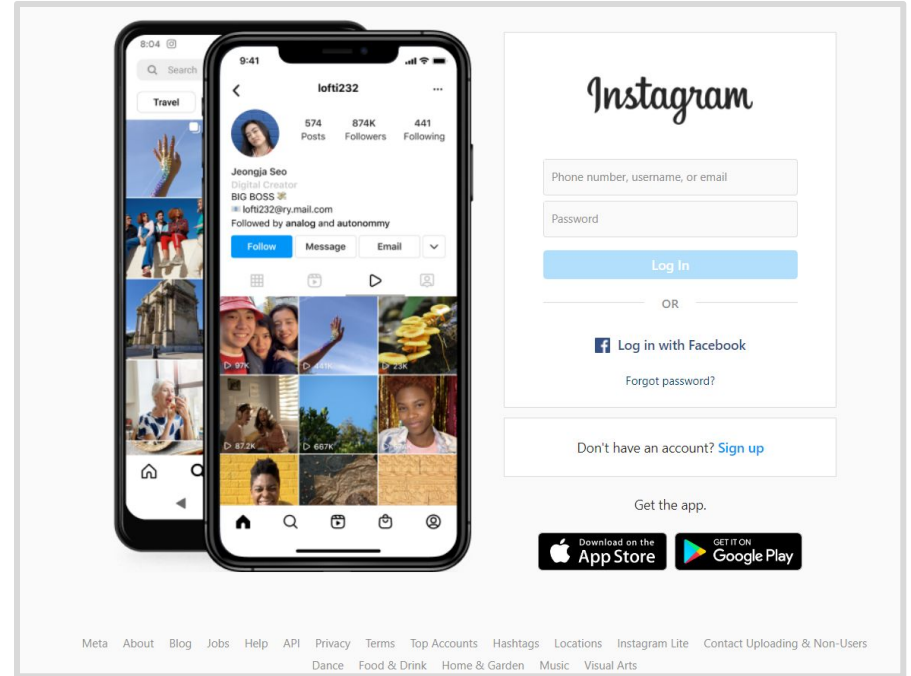 8:04
Search
Travel
9:41
lofti232
...
574 874K 441
Posts Followers Following
Jeongja Seo
Digital Creator
BIG BOSS
lofti232@ry.mail.com
Followed by analog and autonommy
Follow Message Email
97K 23K
87.2K 667K
Instagram
Phone number, username, or email
Password
Log In
OR
Log in with Facebook
Forgot password?
Don't have an account? Sign up
Get the app.
Download on the
App Store
GET IT ON
Google Play
Meta About Blog Jobs Help API Privacy Terms Top Accounts Hashtags Locations Instagram Lite Contact Uploading & Non-Users
Dance Food & Drink Home & Garden Music Visual Arts